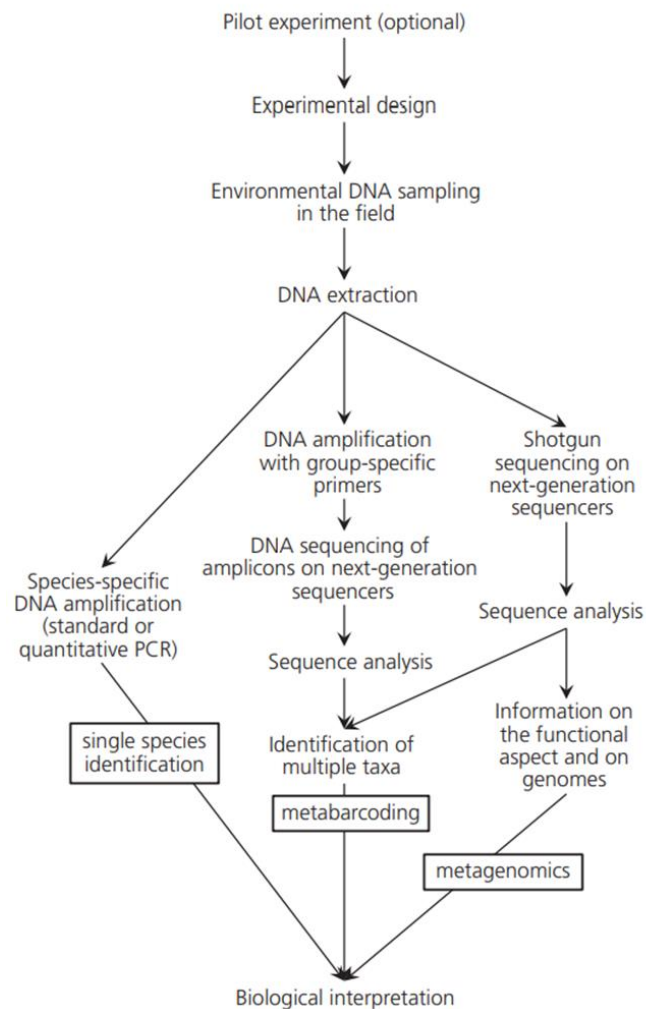 Pilot experiment (optional)
Experimental design
Environmental DNA sampling
in the field
DNA extraction
DNA amplification
with group-specific
primers
Shotgun
sequencing on
next-generation
sequencers
DNA sequencing of
amplicons on next-generation
sequencers
Species-specific
DNA amplification
(standard or
quantitative PCR)
Sequence analysis
Sequence analysis
single species
identification
Identification of
multiple taxa
Information on
the functional
aspect and on
genomes
metabarcoding
metagenomics
Biological interpretation